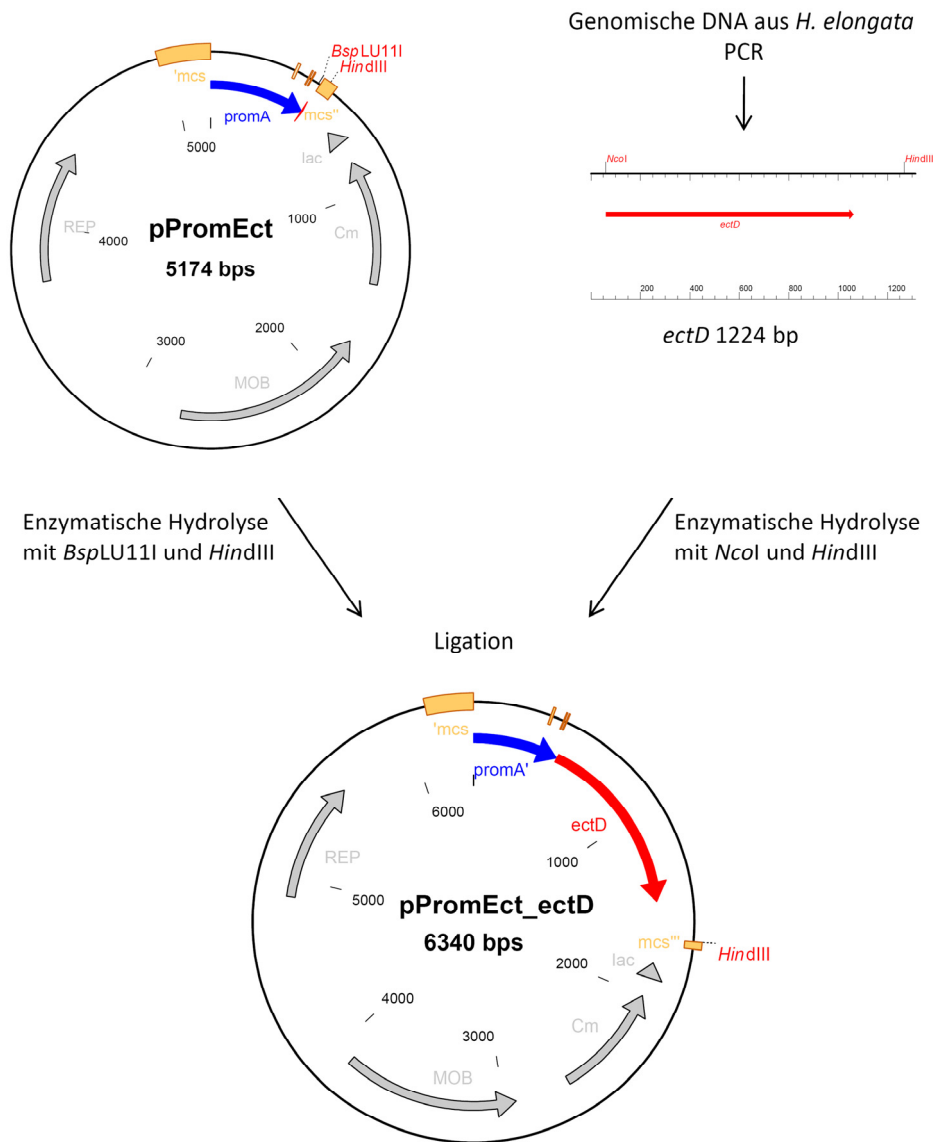 Genomische DNA aus H. elongata
PCR
BspLU11I
HindIII
'mcs
promA
mcs''
5000
lac
REP
1000
Cm
4000
pPromEct
5174 bps
2000
3000
MOB
NcoI
HindIII
ectD
200
400
600
800
1000
1200
ectD 1224 bp
Enzymatische Hydrolyse
mit BspLU11I und HindIII
Enzymatische Hydrolyse
mit NcoI und HindIII
Ligation
'mcs
promA'
6000
ectD
REP
1000
5000
pPromEct_ectD
6340 bps
mcs'''
HindIII
lac
2000
4000
Cm
3000
MOB